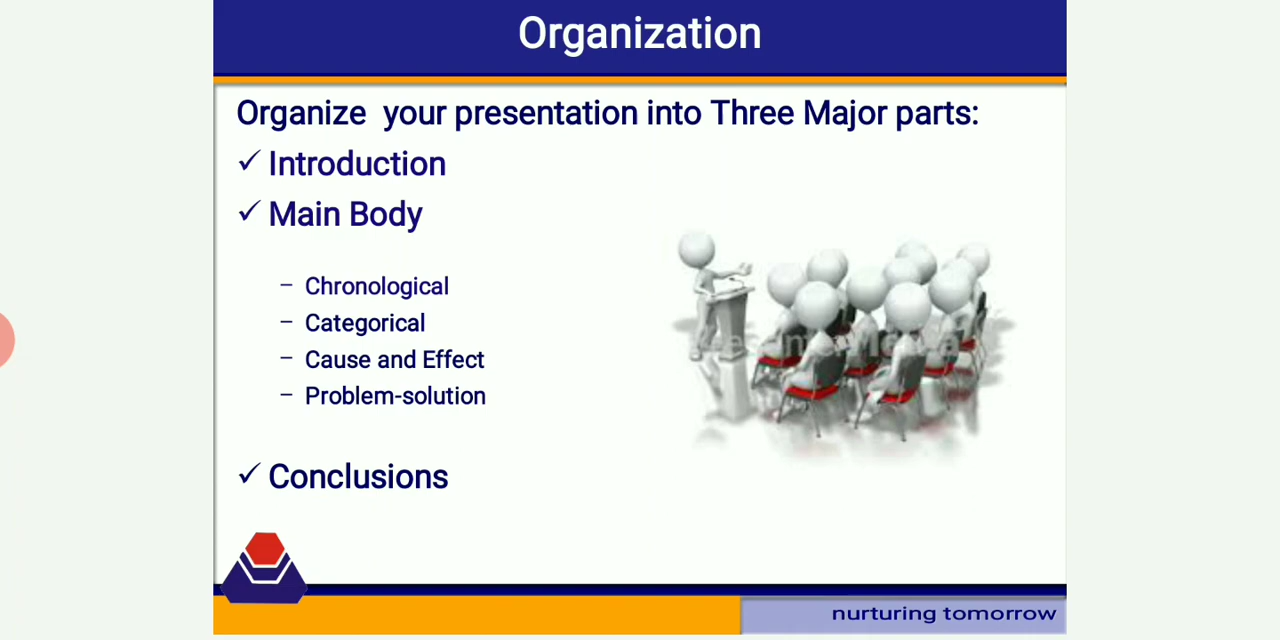 Organization
Organize your presentation into Three Major parts:
✓ Introduction
✓ Main Body
– Chronological
– Categorical
– Cause and Effect
– Problem-solution
✓ Conclusions
nurturing tomorrow